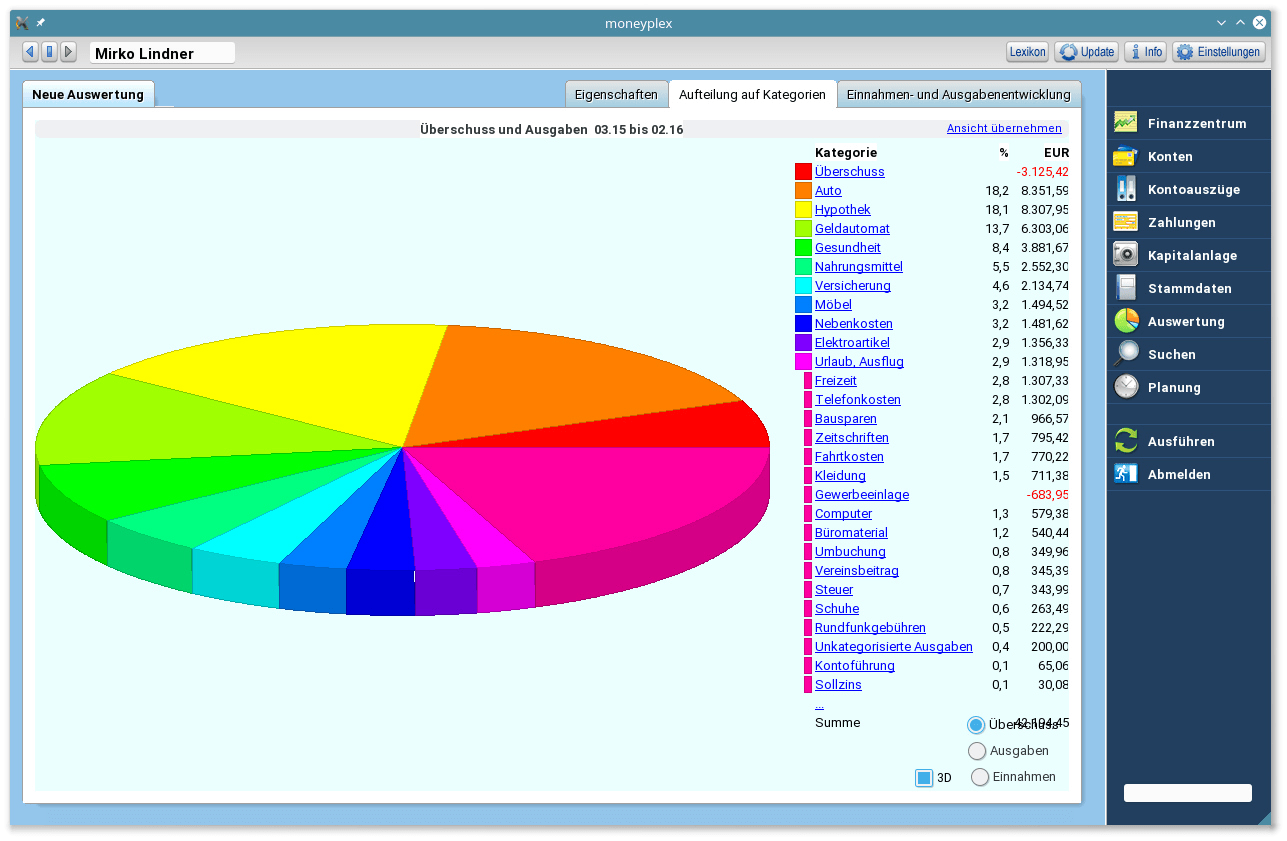 moneyplex
Mirko Lindner
Lexikon Update Info Einstellungen
Neue Auswertung
Eigenschaften Aufteilung auf Kategorien Einnahmen- und Ausgabenentwicklung
Überschuss und Ausgaben 03.15 bis 02.16
Ansicht übernehmen
Kategorie % EUR
Überschuss -3.125,42
Auto 18,2 8.351,59
Hypothek 18,1 8.307,95
Geldautomat 13,7 6.303,06
Gesundheit 8,4 3.881,67
Nahrungsmittel 5,5 2.552,30
Versicherung 4,6 2.134,74
Möbel 3,2 1.494,52
Nebenkosten 3,2 1.481,62
Elektroartikel 2,9 1.356,33
Urlaub, Ausflug 2,9 1.318,95
Freizeit 2,8 1.307,33
Telefonkosten 2,8 1.302,09
Bausparen 2,1 966,57
Zeitschriften 1,7 795,42
Fahrtkosten 1,7 770,22
Kleidung 1,5 711,38
Gewerbeeinlage -683,95
Computer 1,3 579,38
Büromaterial 1,2 540,44
Umbuchung 0,8 349,96
Vereinsbeitrag 0,8 345,39
Steuer 0,7 343,99
Schuhe 0,6 263,49
Rundfunkgebühren 0,5 222,29
Unkategorisierte Ausgaben 0,4 200,00
Kontoführung 0,1 65,06
Sollzins 0,1 30,08
...
Summe 42.104,45
Überschuss
Ausgaben
3D Einnahmen
Finanzzentrum
Konten
Kontoauszüge
Zahlungen
Kapitalanlage
Stammdaten
Auswertung
Suchen
Planung
Ausführen
Abmelden